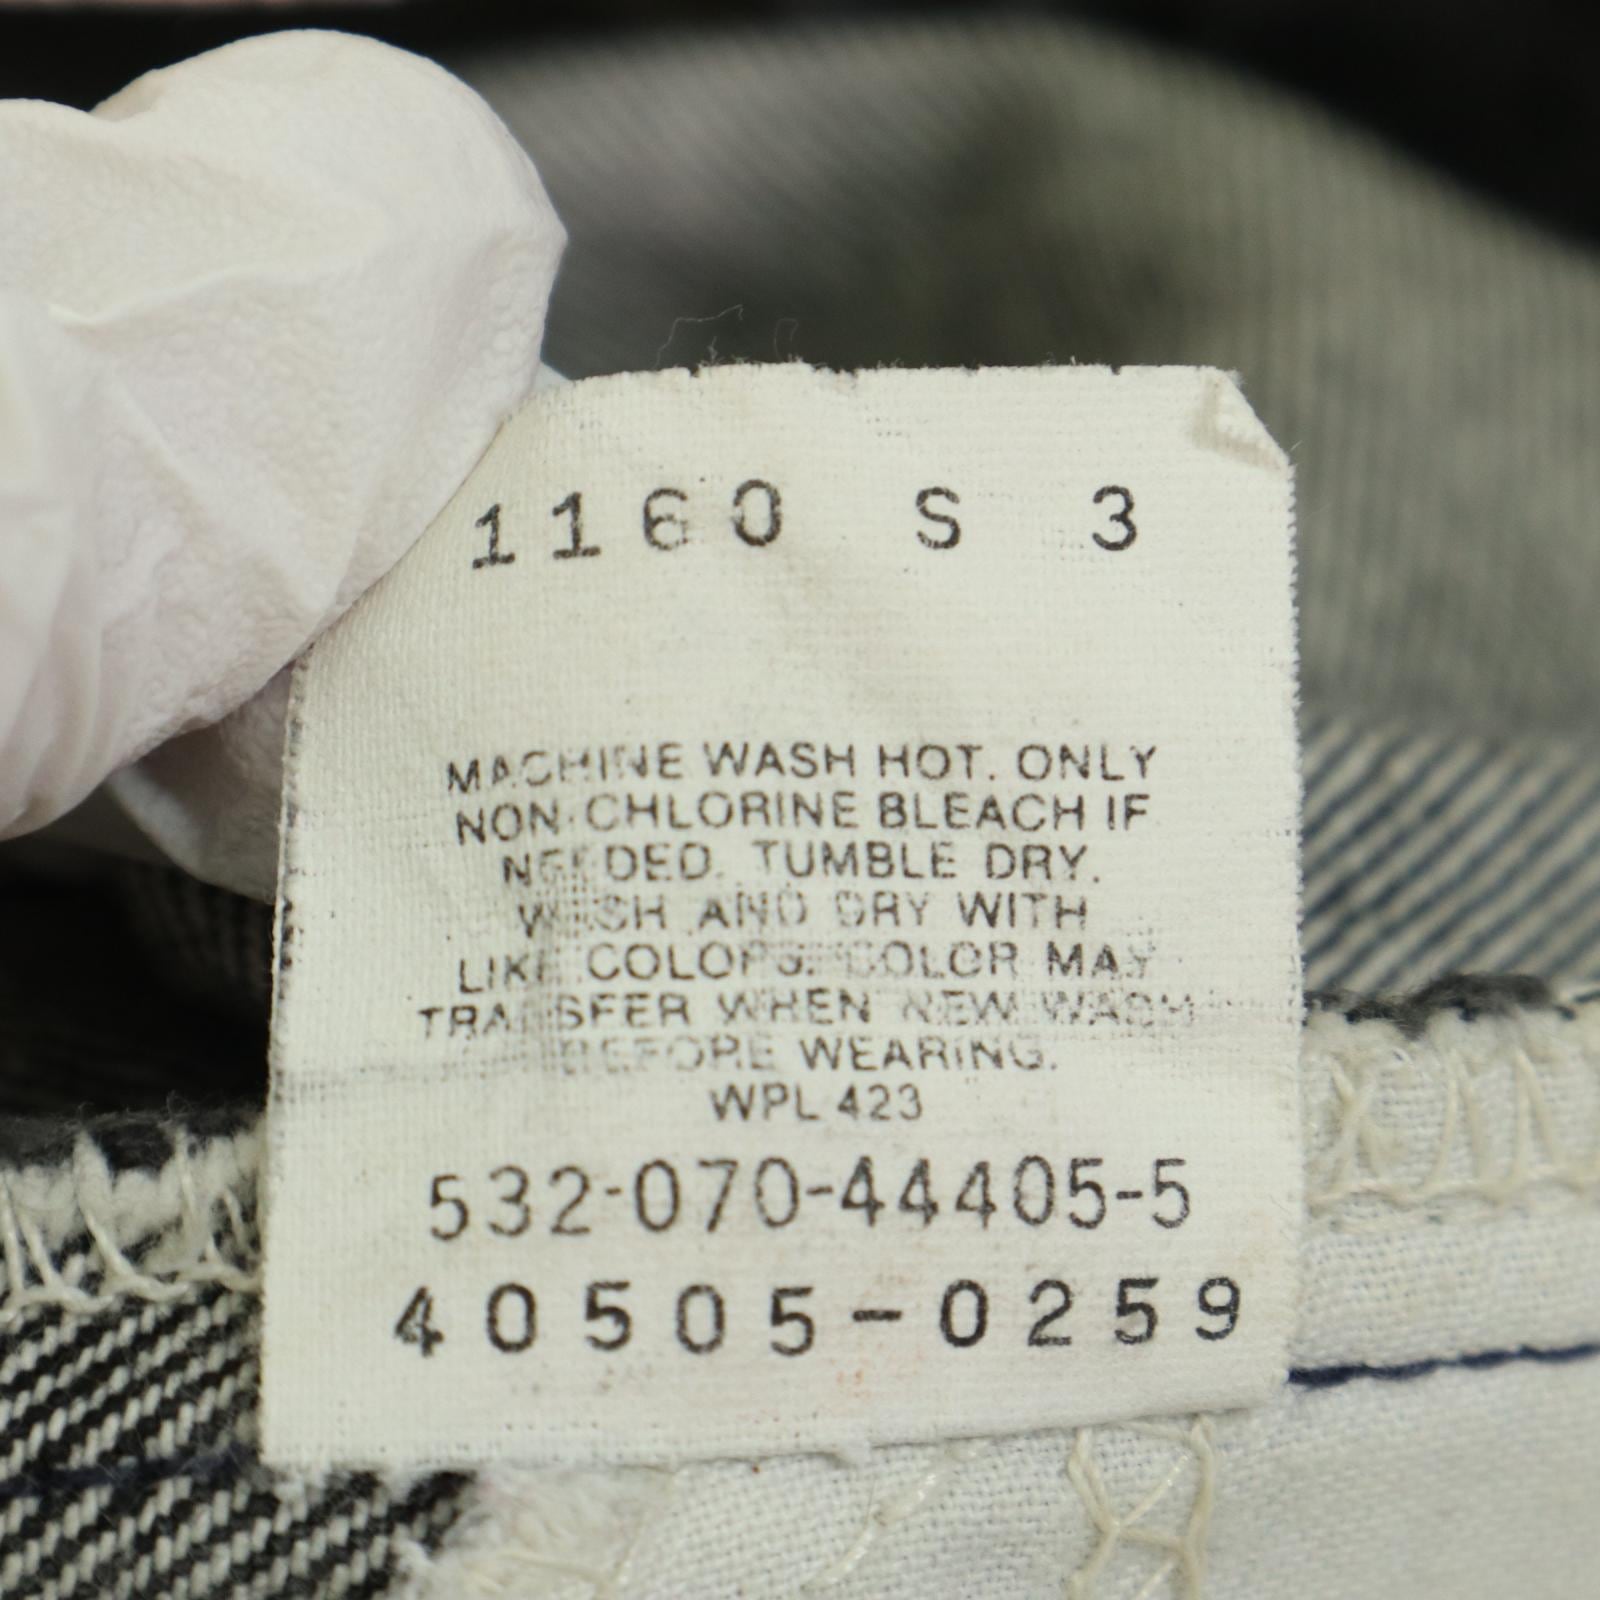 1160 S 3
MACHINE WASH HOT. ONLY
NON-CHLORINE BLEACH IF
NEEDED. TUMBLE DRY.
WASH AND DRY WITH
LIKE COLORS. COLOR MAY
TRANSFER WHEN NEW WASH
BEFORE WEARING.
WPL 423
532-070-44405-5
40505-0259